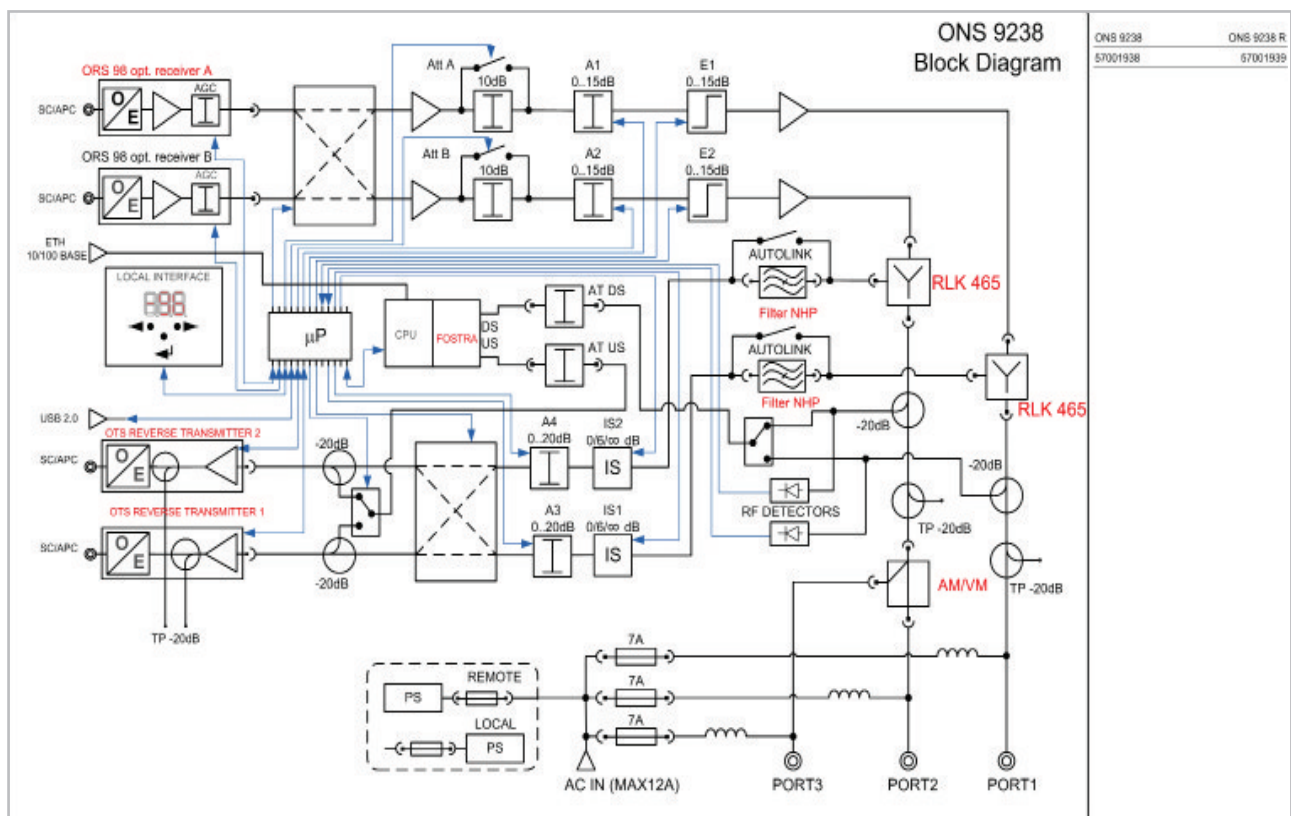 ONS 9238
Block Diagram
ONS 9238 ONS 9238 R
57001938 57001939
ORS 98 opt. receiver A
SC/APC
O
E
AGC
Att A
10dB
A1
0..15dB
E1
0..15dB
ORS 98 opt. receiver B
SC/APC
O
E
AGC
Att B
10dB
A2
0..15dB
E2
0..15dB
ETH
10/100 BASE
LOCAL INTERFACE
µP
CPU
FOSTRA
DS
US
AT DS
AT US
AUTOLINK
Filter NHP
RLK 465
AUTOLINK
Filter NHP
RLK 465
USB 2.0
OTS REVERSE TRANSMITTER 2
SC/APC
O
E
-20dB
A4
0..20dB
IS2
0/6/∞ dB
IS
-20dB
-20dB
RF DETECTORS
TP -20dB
OTS REVERSE TRANSMITTER 1
SC/APC
O
E
-20dB
A3
0..20dB
IS1
0/6/∞ dB
IS
AM/VM
TP -20dB
TP -20dB
7A
7A
7A
REMOTE
PS
LOCAL
PS
AC IN (MAX12A)
PORT3
PORT2
PORT1